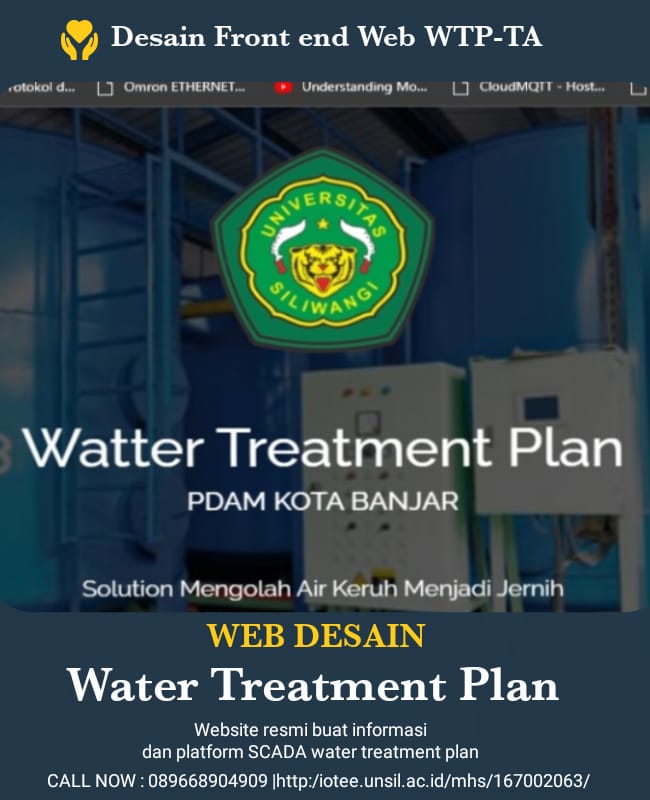 Desain Front end Web WTP-TA
rotokol d...
Omron ETHERNET...
Understanding Mo...
CloudMQTT - Host...
UNIVERSITAS
SILIWANGI
Watter Treatment Plan
PDAM KOTA BANJAR
Solution Mengolah Air Keruh Menjadi Jernih
WEB DESAIN
Water Treatment Plan
Website resmi buat informasi
dan platform SCADA water treatment plan
CALL NOW : 089668904909 |http:/iotee.unsil.ac.id/mhs/167002063/